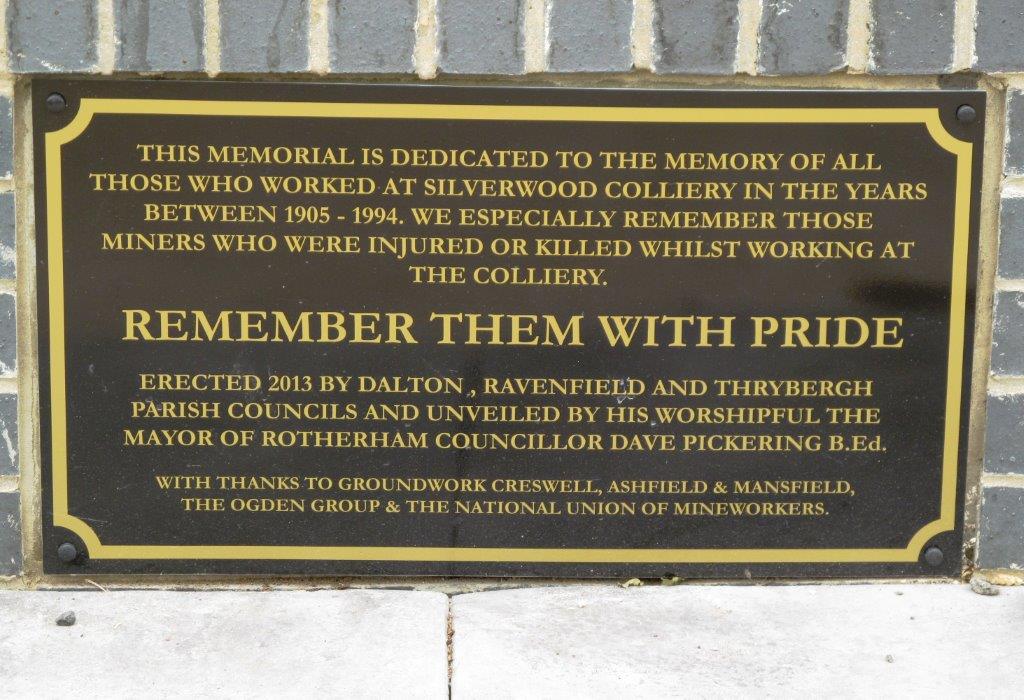 THIS MEMORIAL IS DEDICATED TO THE MEMORY OF ALL
THOSE WHO WORKED AT SILVERWOOD COLLIERY IN THE YEARS
BETWEEN 1905 - 1994. WE ESPECIALLY REMEMBER THOSE
MINERS WHO WERE INJURED OR KILLED WHILST WORKING AT
THE COLLIERY.
REMEMBER THEM WITH PRIDE
ERECTED 2013 BY DALTON , RAVENFIELD AND THRYBERGH
PARISH COUNCILS AND UNVEILED BY HIS WORSHIPFUL THE
MAYOR OF ROTHERHAM COUNCILLOR DAVE PICKERING B.Ed.
WITH THANKS TO GROUNDWORK CRESWELL, ASHFIELD & MANSFIELD,
THE OGDEN GROUP & THE NATIONAL UNION OF MINEWORKERS.